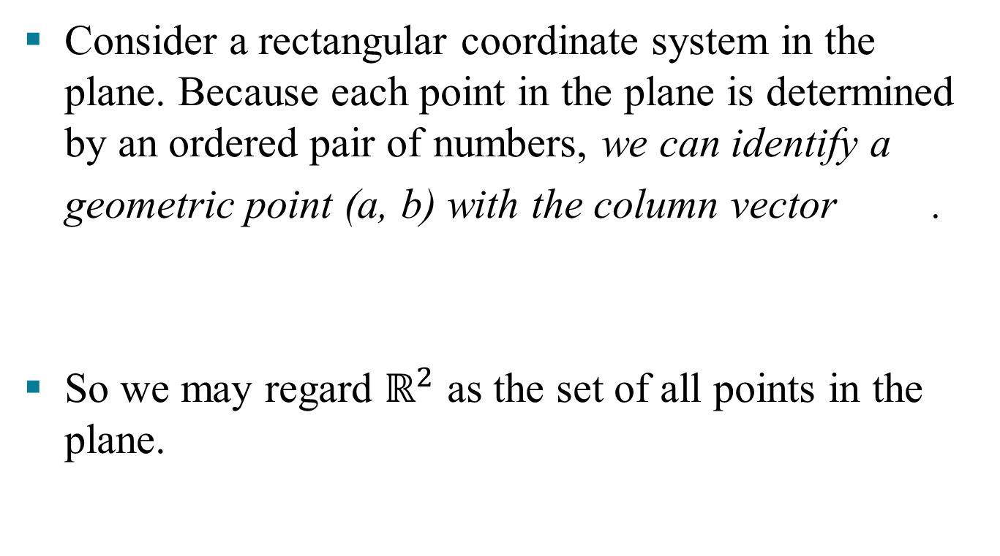 ▪ Consider a rectangular coordinate system in the
plane. Because each point in the plane is determined
by an ordered pair of numbers, we can identify a
geometric point (a, b) with the column vector .
▪ So we may regard ℝ² as the set of all points in the
plane.